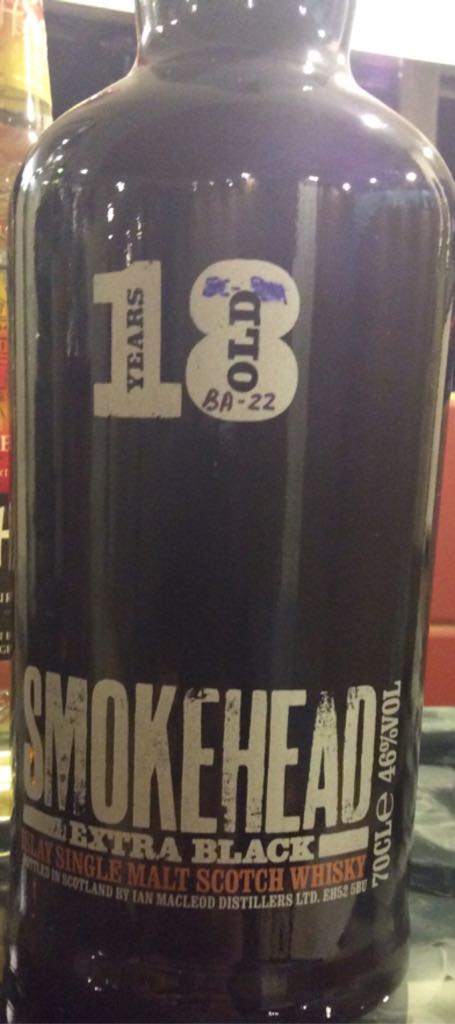 18
YEARS
OLD
BA-22
SMOKEHEAD
EXTRA BLACK
ISLAY SINGLE MALT SCOTCH WHISKY
BOTTLED IN SCOTLAND BY IAN MACLEOD DISTILLERS LTD. EH52 5BU
70CLe 46%VOL